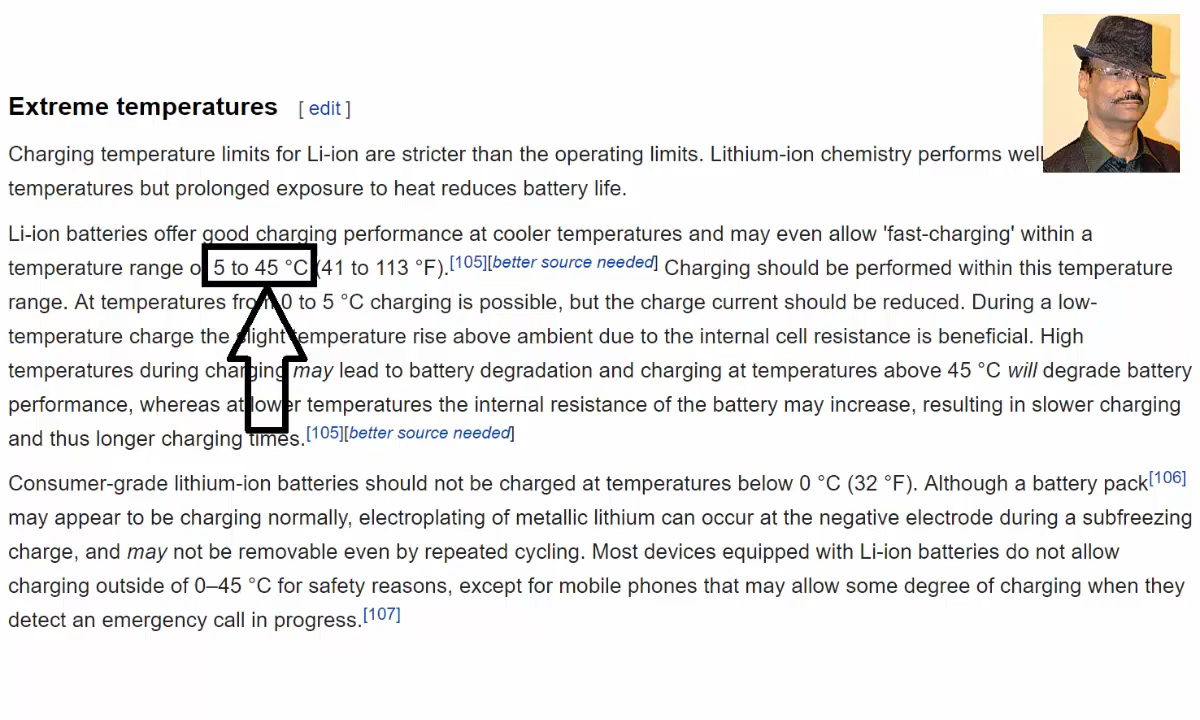 Extreme temperatures [ edit ]
Charging temperature limits for Li-ion are stricter than the operating limits. Lithium-ion chemistry performs well
temperatures but prolonged exposure to heat reduces battery life.
Li-ion batteries offer good charging performance at cooler temperatures and may even allow 'fast-charging' within a
temperature range o 5 to 45 °C (41 to 113 °F).[105][better source needed] Charging should be performed within this temperature
range. At temperatures from 0 to 5 °C charging is possible, but the charge current should be reduced. During a low-
temperature charge the slight temperature rise above ambient due to the internal cell resistance is beneficial. High
temperatures during charging may lead to battery degradation and charging at temperatures above 45 °C will degrade battery
performance, whereas at lower temperatures the internal resistance of the battery may increase, resulting in slower charging
and thus longer charging times.[105][better source needed]
Consumer-grade lithium-ion batteries should not be charged at temperatures below 0 °C (32 °F). Although a battery pack[106]
may appear to be charging normally, electroplating of metallic lithium can occur at the negative electrode during a subfreezing
charge, and may not be removable even by repeated cycling. Most devices equipped with Li-ion batteries do not allow
charging outside of 0–45 °C for safety reasons, except for mobile phones that may allow some degree of charging when they
detect an emergency call in progress.[107]